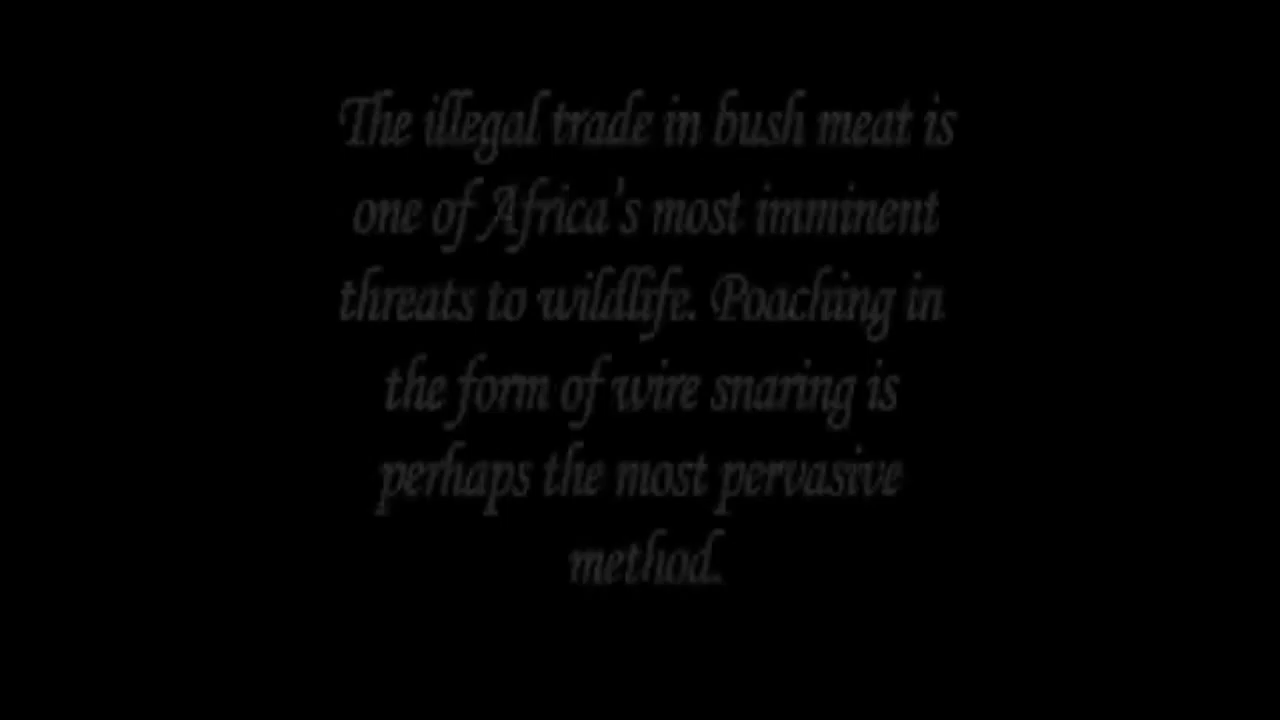 The illegal trade in bush meat is
one of Africa's most imminent
threats to wildlife. Poaching in
the form of wire snaring is
perhaps the most pervasive
method.